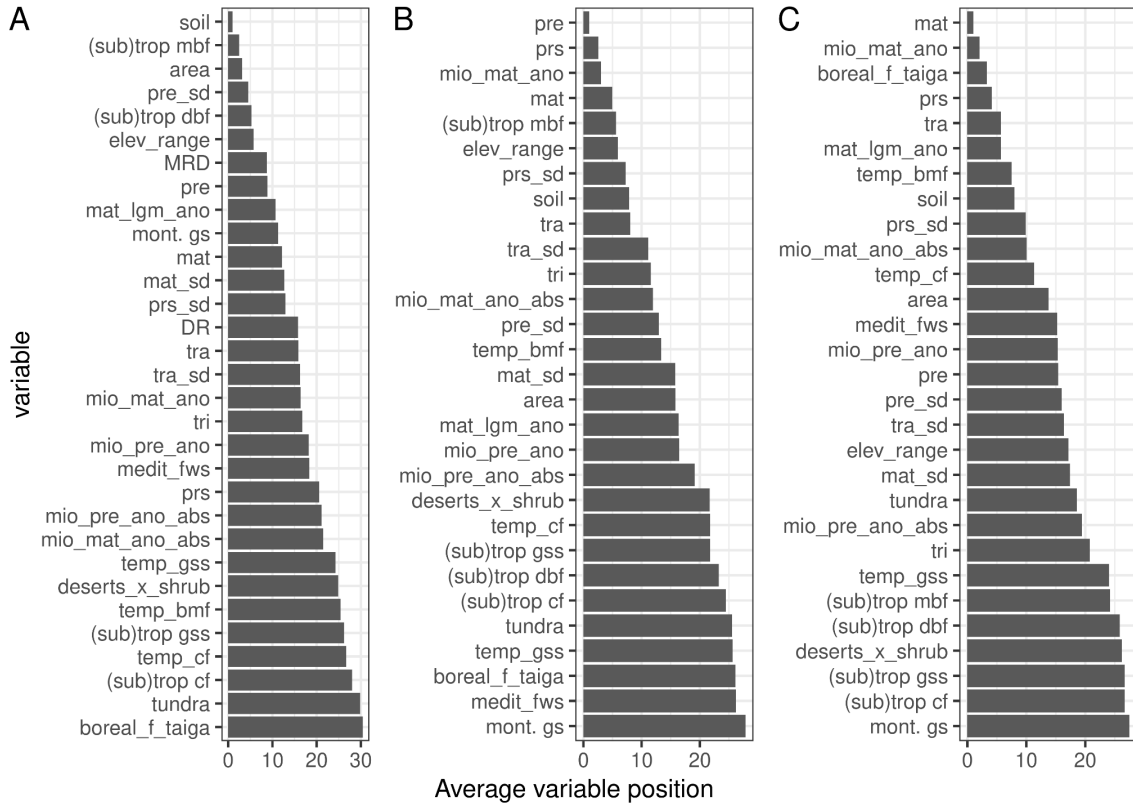 A
variable
soil
(sub)trop mbf
area
pre_sd
(sub)trop dbf
elev_range
MRD
pre
mat_lgm_ano
mont. gs
mat
mat_sd
prs_sd
DR
tra
tra_sd
mio_mat_ano
tri
mio_pre_ano
medit_fws
prs
mio_pre_ano_abs
mio_mat_ano_abs
temp_gss
deserts_x_shrub
temp_bmf
(sub)trop gss
temp_cf
(sub)trop cf
tundra
boreal_f_taiga
0 10 20 30
B
pre
prs
mio_mat_ano
mat
(sub)trop mbf
elev_range
prs_sd
soil
tra
tra_sd
tri
mio_mat_ano_abs
pre_sd
temp_bmf
mat_sd
area
mat_lgm_ano
mio_pre_ano
mio_pre_ano_abs
deserts_x_shrub
temp_cf
(sub)trop gss
(sub)trop dbf
(sub)trop cf
tundra
temp_gss
boreal_f_taiga
medit_fws
mont. gs
0 10 20
C
mat
mio_mat_ano
boreal_f_taiga
prs
tra
mat_lgm_ano
temp_bmf
soil
prs_sd
mio_mat_ano_abs
temp_cf
area
medit_fws
mio_pre_ano
pre
pre_sd
tra_sd
elev_range
mat_sd
tundra
mio_pre_ano_abs
tri
temp_gss
(sub)trop mbf
(sub)trop dbf
deserts_x_shrub
(sub)trop gss
(sub)trop cf
mont. gs
0 10 20
Average variable position